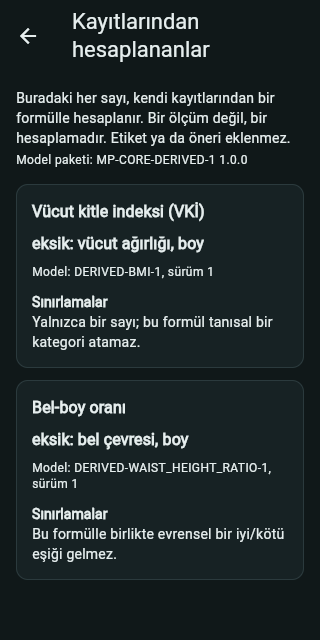 Kayıtlarından
hesaplananlar
Buradaki her sayı, kendi kayıtlarından bir
formülle hesaplanır. Bir ölçüm değil, bir
hesaplamadır. Etiket ya da öneri eklenmez.
Model paketi: MP-CORE-DERIVED-1 1.0.0
Vücut kitle indeksi (VKİ)
eksik: vücut ağırlığı, boy
Model: DERIVED-BMI-1, sürüm 1
Sınırlamalar
Yalnızca bir sayı; bu formül tanısal bir
kategori atamaz.
Bel-boy oranı
eksik: bel çevresi, boy
Model: DERIVED-WAIST_HEIGHT_RATIO-1,
sürüm 1
Sınırlamalar
Bu formülle birlikte evrensel bir iyi/kötü
eşiği gelmez.